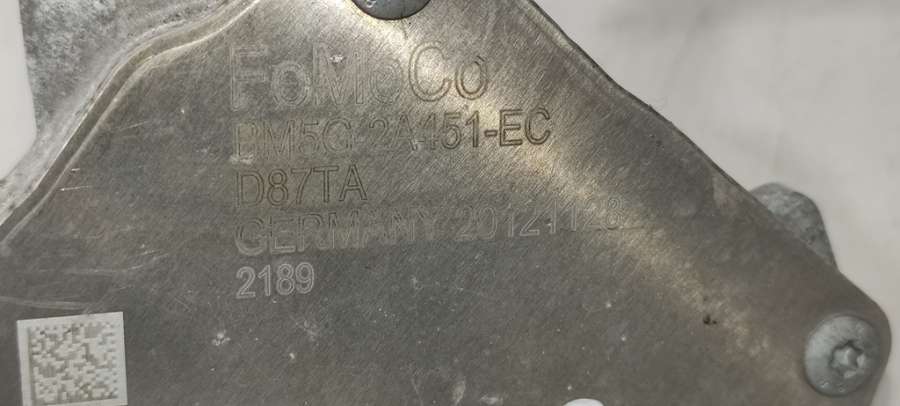 FoMoCo
BM5G-2A451-EC
D87TA
GERMANY 20121128
2189